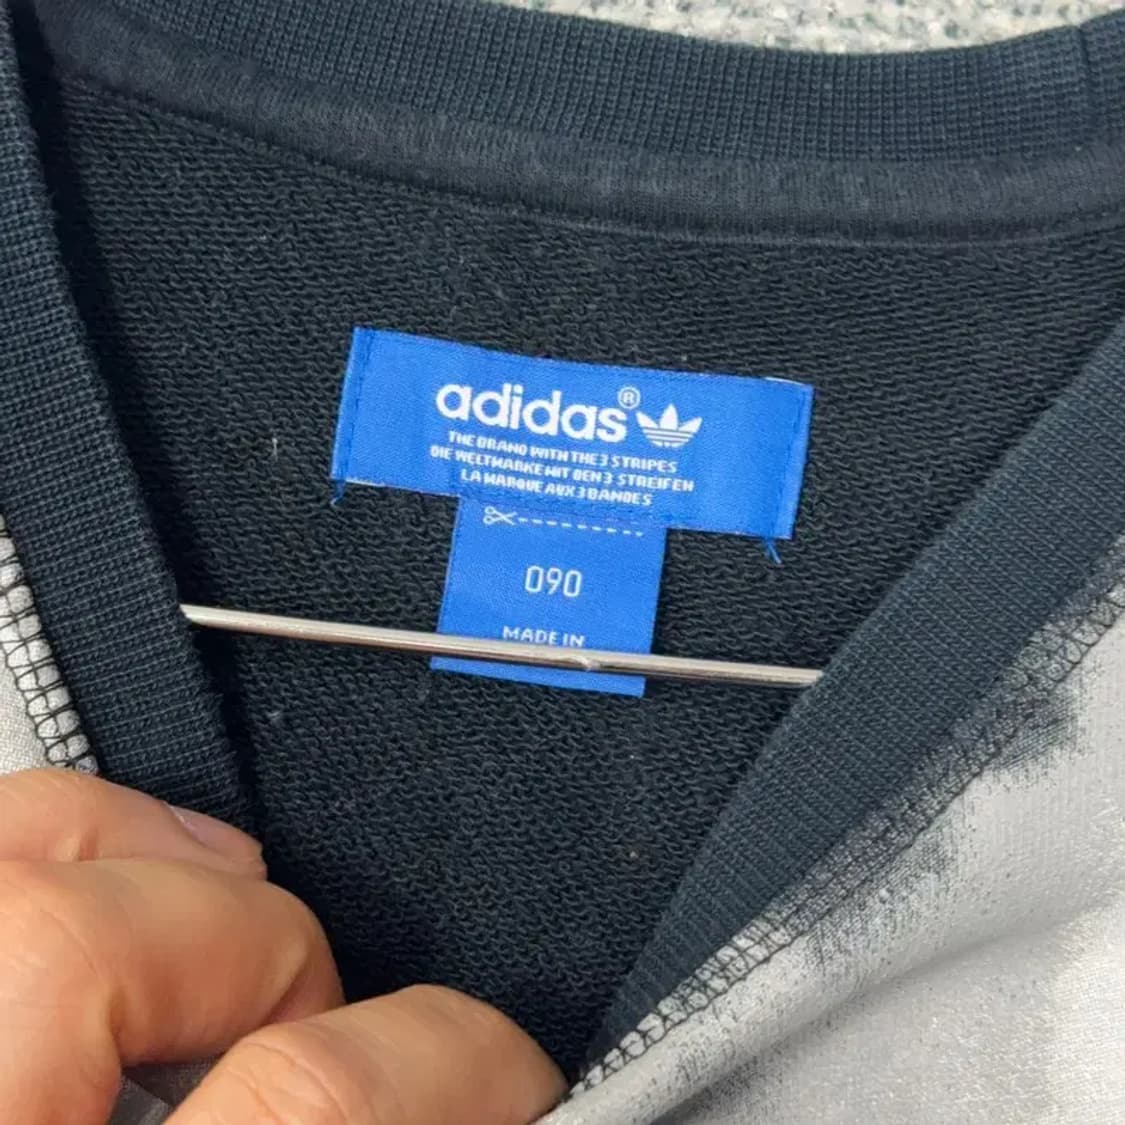 adidas®
THE BRAND WITH THE 3 STRIPES
DIE WELTMARKE MIT DEN 3 STREIFEN
LA MARQUE AUX 3 BANDES
090
MADE IN